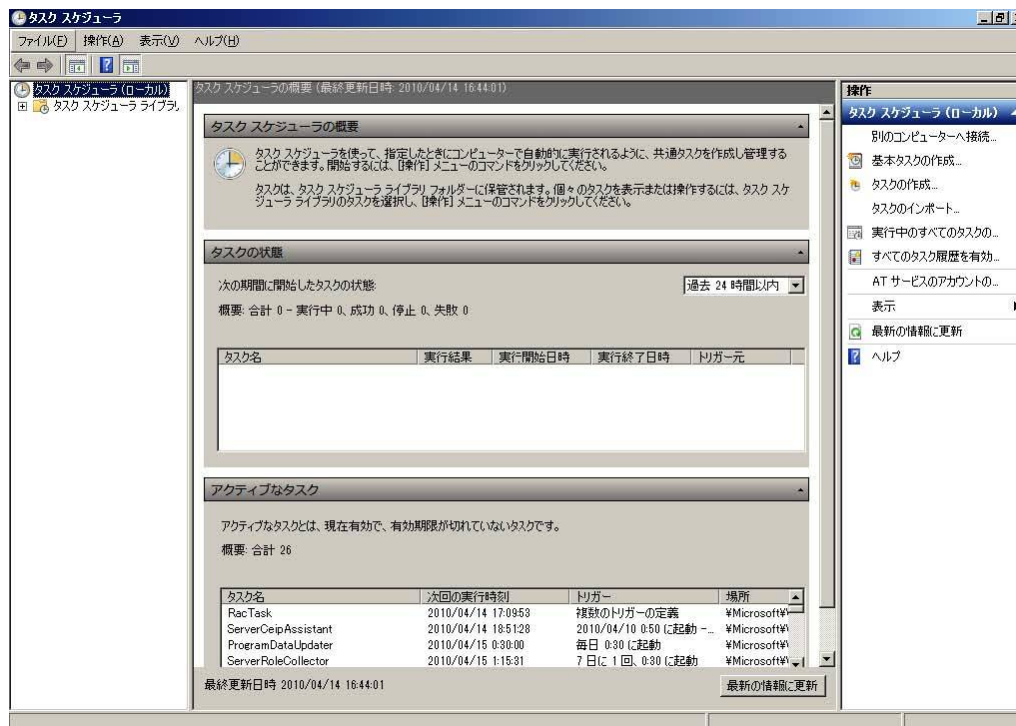 タスク スケジューラ
ファイル(F) 操作(A) 表示(V) ヘルプ(H)
タスク スケジューラ (ローカル)
タスク スケジューラ ライブラ
タスク スケジューラの概要 (最終更新日時: 2010/04/14 16:44:01)
タスク スケジューラの概要
タスク スケジューラを使って、指定したときにコンピューターで自動的に実行されるように、共通タスクを作成し管理する
ことができます。開始するには、[操作] メニューのコマンドをクリックしてください。
タスクは、タスク スケジューラ ライブラリ フォルダーに保管されます。個々のタスクを表示または操作するには、タスク スケ
ジューラ ライブラリのタスクを選択し、[操作] メニューのコマンドをクリックしてください。
タスクの状態
次の期間に開始したタスクの状態:
過去 24 時間以内
概要: 合計 0 - 実行中 0、成功 0、停止 0、失敗 0
タスク名 実行結果 実行開始日時 実行終了日時 トリガー元
アクティブなタスク
アクティブなタスクとは、現在有効で、有効期限が切れていないタスクです。
概要: 合計 26
タスク名 次回の実行時刻 トリガー 場所
RacTask 2010/04/14 17:09:53 複数のトリガーの定義 ¥Microsoft¥
ServerCeipAssistant 2010/04/14 18:51:28 2010/04/10 0:50 に起動 -... ¥Microsoft¥
ProgramDataUpdater 2010/04/15 0:30:00 毎日 0:30 に起動 ¥Microsoft¥
ServerRoleCollector 2010/04/15 1:15:31 7 日に 1 回、0:30 に起動 ¥Microsoft¥
最終更新日時 2010/04/14 16:44:01
最新の情報に更新
操作
タスク スケジューラ (ローカル)
別のコンピューターへ接続...
基本タスクの作成...
タスクの作成...
タスクのインポート...
実行中のすべてのタスクの...
すべてのタスク履歴を有効...
AT サービスのアカウントの...
表示
最新の情報に更新
ヘルプ